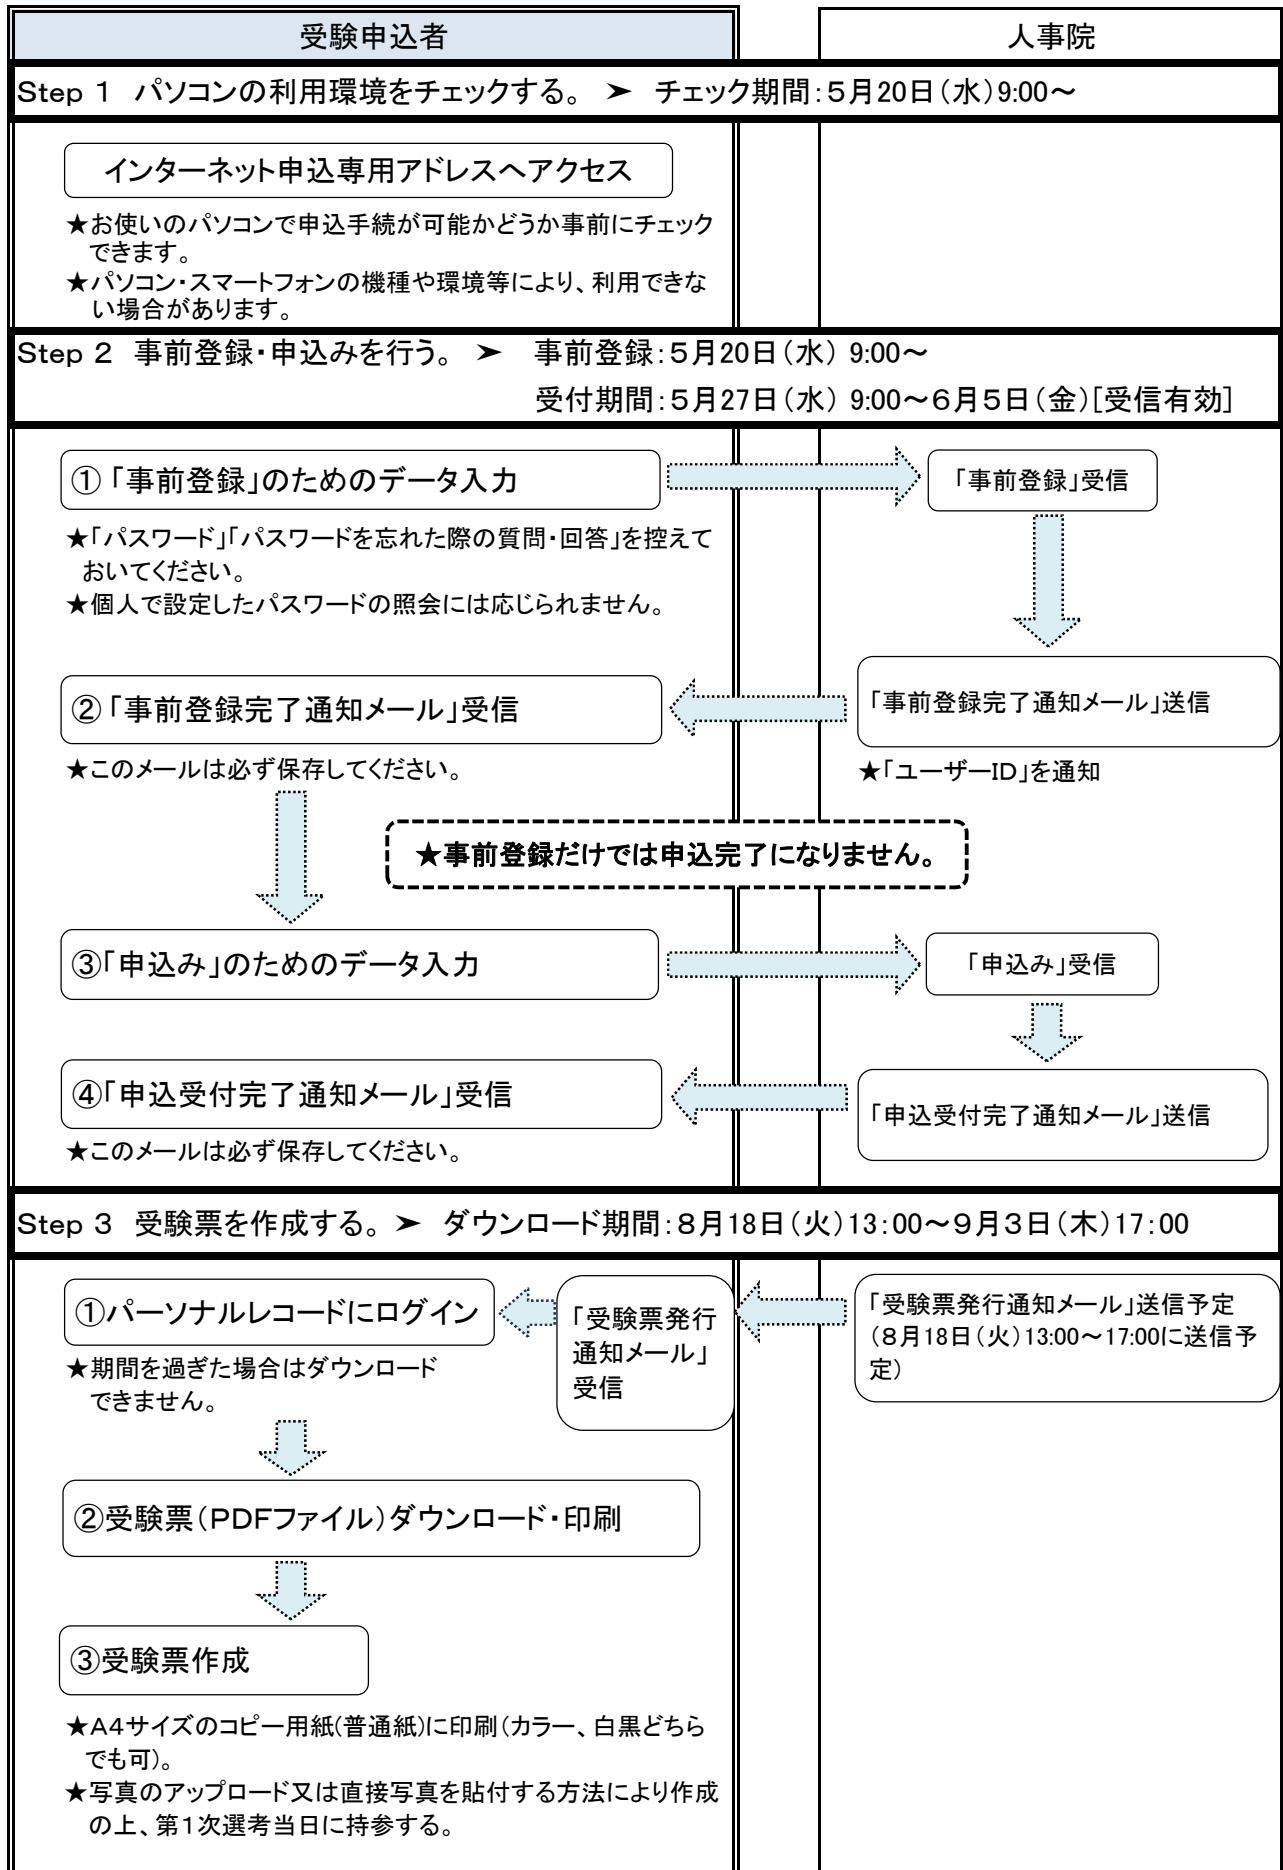 受験申込者
人事院
Step 1　パソコンの利用環境をチェックする。　➤　チェック期間：5月20日（水）9:00～
インターネット申込専用アドレスへアクセス
★お使いのパソコンで申込手続が可能かどうか事前にチェック
できます。
★パソコン・スマートフォンの機種や環境等により、利用できな
い場合があります。
Step 2　事前登録・申込みを行う。　➤　事前登録：5月20日（水） 9:00～
受付期間：5月27日（水） 9:00～6月5日（金）[受信有効]
①「事前登録」のためのデータ入力
「事前登録」受信
★「パスワード」「パスワードを忘れた際の質問・回答」を控えて
おいてください。
★個人で設定したパスワードの照会には応じられません。
②「事前登録完了通知メール」受信
「事前登録完了通知メール」送信
★このメールは必ず保存してください。
★「ユーザーID」を通知
★事前登録だけでは申込完了になりません。
③「申込み」のためのデータ入力
「申込み」受信
④「申込受付完了通知メール」受信
「申込受付完了通知メール」送信
★このメールは必ず保存してください。
Step 3　受験票を作成する。　➤　ダウンロード期間：8月18日（火）13:00～9月3日（木）17:00
①パーソナルレコードにログイン
★期間を過ぎた場合はダウンロード
できません。
「受験票発行
通知メール」
受信
「受験票発行通知メール」送信予定
（8月18日（火）13:00～17:00に送信予
定）
②受験票（PDFファイル）ダウンロード・印刷
③受験票作成
★A4サイズのコピー用紙(普通紙)に印刷（カラー、白黒どちら
でも可）。
★写真のアップロード又は直接写真を貼付する方法により作成
の上、第1次選考当日に持参する。